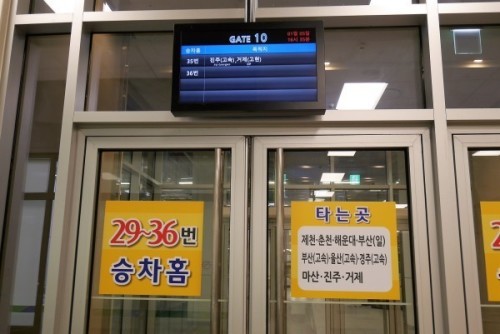 GATE 10
승차홈
목적지
35번
진주(고속),거제(고현)
36번
29~36번
승차홈
타는곳
제천·춘천·해운대·부산(일)
부산(고속)·울산(고속)·경주(고속)
마산·진주·거제